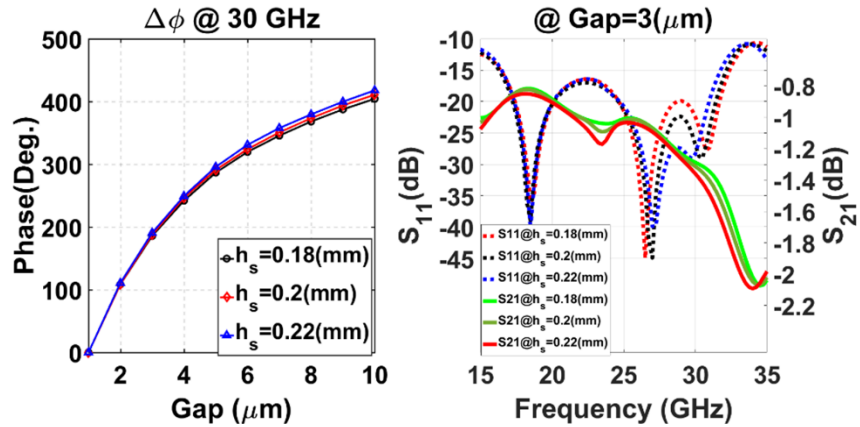 Δϕ @ 30 GHz
500
400
300
200
100
0
Phase(Deg.)
2
4
6
8
10
Gap (μm)
h_s=0.18(mm)
h_s=0.2(mm)
h_s=0.22(mm)
@ Gap=3(μm)
-10
-15
-20
-25
-30
-35
-40
-45
S_11(dB)
-0.8
-1
-1.2
-1.4
-1.6
-1.7
-1.8
-1.9
-2
-2.2
S_21(dB)
15
20
25
30
35
Frequency (GHz)
S11@h_s=0.18(mm)
S11@h_s=0.2(mm)
S11@h_s=0.22(mm)
S21@h_s=0.18(mm)
S21@h_s=0.2(mm)
S21@h_s=0.22(mm)